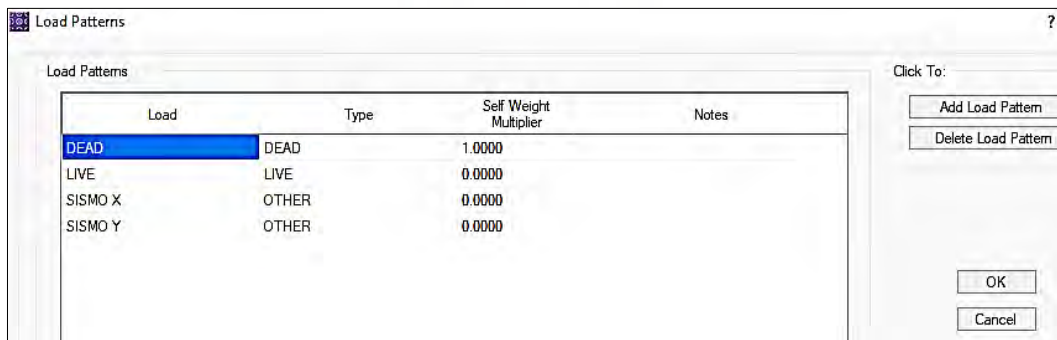 Load Patterns
?
Load Patterns
Click To:
Load Type Self Weight Multiplier Notes
DEAD DEAD 1.0000
LIVE LIVE 0.0000
SISMO X OTHER 0.0000
SISMO Y OTHER 0.0000
Add Load Pattern
Delete Load Pattern
OK
Cancel